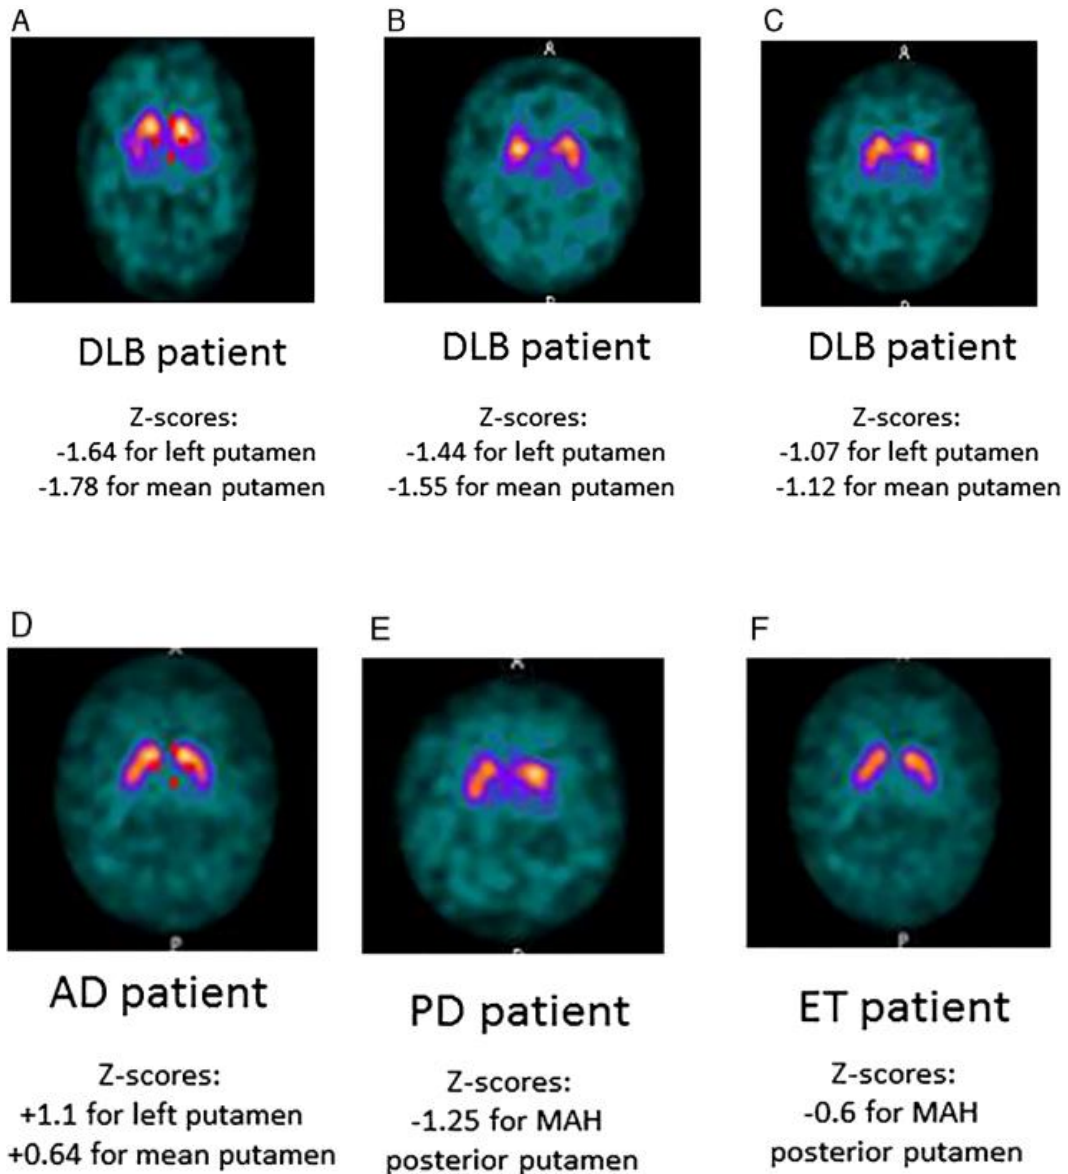 A
B
C
A
A
DLB patient
DLB patient
DLB patient
Z-scores:
-1.64 for left putamen
-1.78 for mean putamen
Z-scores:
-1.44 for left putamen
-1.55 for mean putamen
Z-scores:
-1.07 for left putamen
-1.12 for mean putamen
D
E
F
P
P
AD patient
PD patient
ET patient
Z-scores:
+1.1 for left putamen
+0.64 for mean putamen
Z-scores:
-1.25 for MAH
posterior putamen
Z-scores:
-0.6 for MAH
posterior putamen